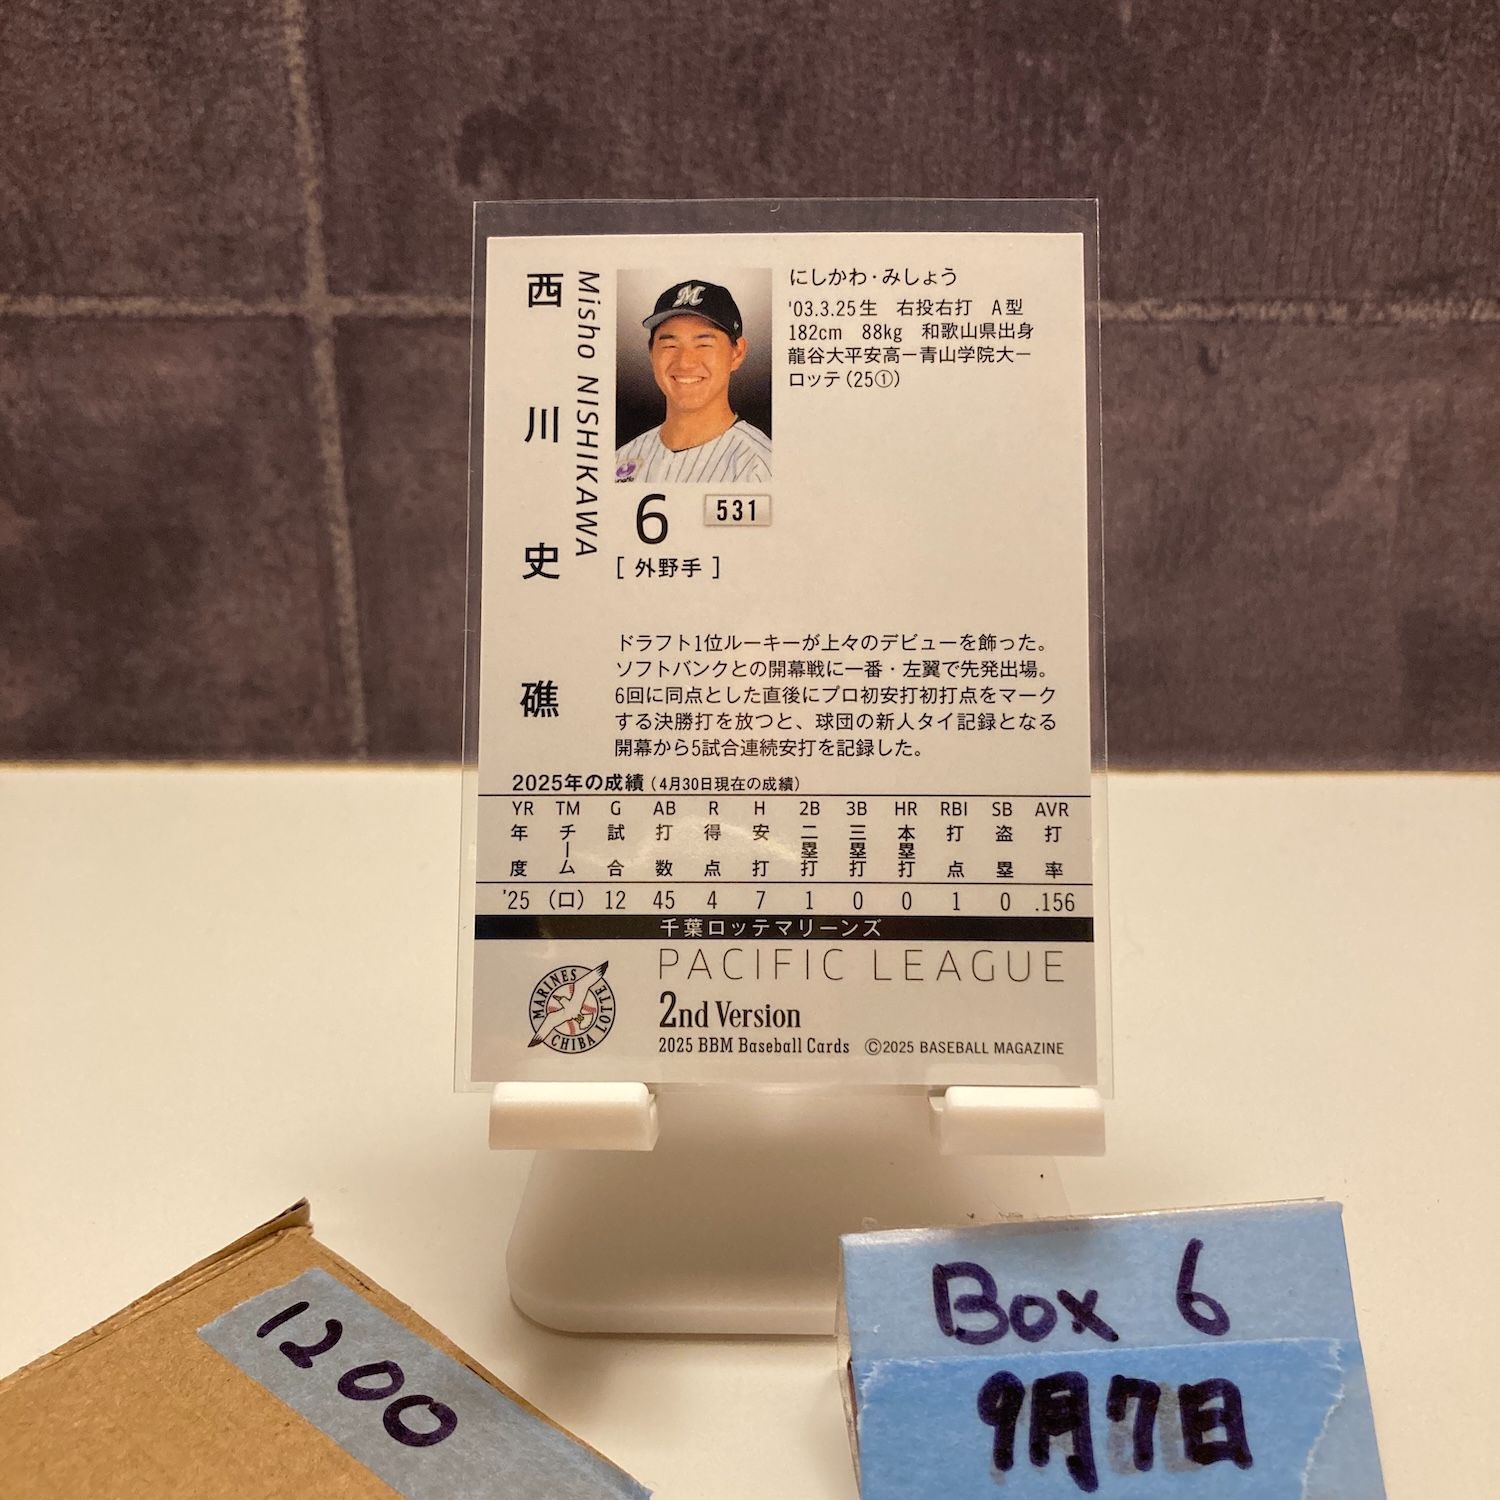 西川史礁
Misho NISHIKAWA
M
にしかわ・みしょう
'03.3.25生 右投右打 A型
182cm 88kg 和歌山県出身
龍谷大平安高ー青山学院大ー
ロッテ(25①)
6 531
[ 外野手 ]
ドラフト1位ルーキーが上々のデビューを飾った。
ソフトバンクとの開幕戦に一番・左翼で先発出場。
6回に同点とした直後にプロ初安打初打点をマーク
する決勝打を放つと、球団の新人タイ記録となる
開幕から5試合連続安打を記録した。
2025年の成績(4月30日現在の成績)
YR TM G AB R H 2B 3B HR RBI SB AVR
年度 チーム 試合 打数 得点 安打 二塁打 三塁打 本塁打 打点 盗塁 打率
'25 (ロ) 12 45 4 7 1 0 0 1 0 .156
千葉ロッテマリーンズ
PACIFIC LEAGUE
MARINES CHIBA LOTTE
2nd Version
2025 BBM Baseball Cards ©2025 BASEBALL MAGAZINE
1200
Box 6
9月7日